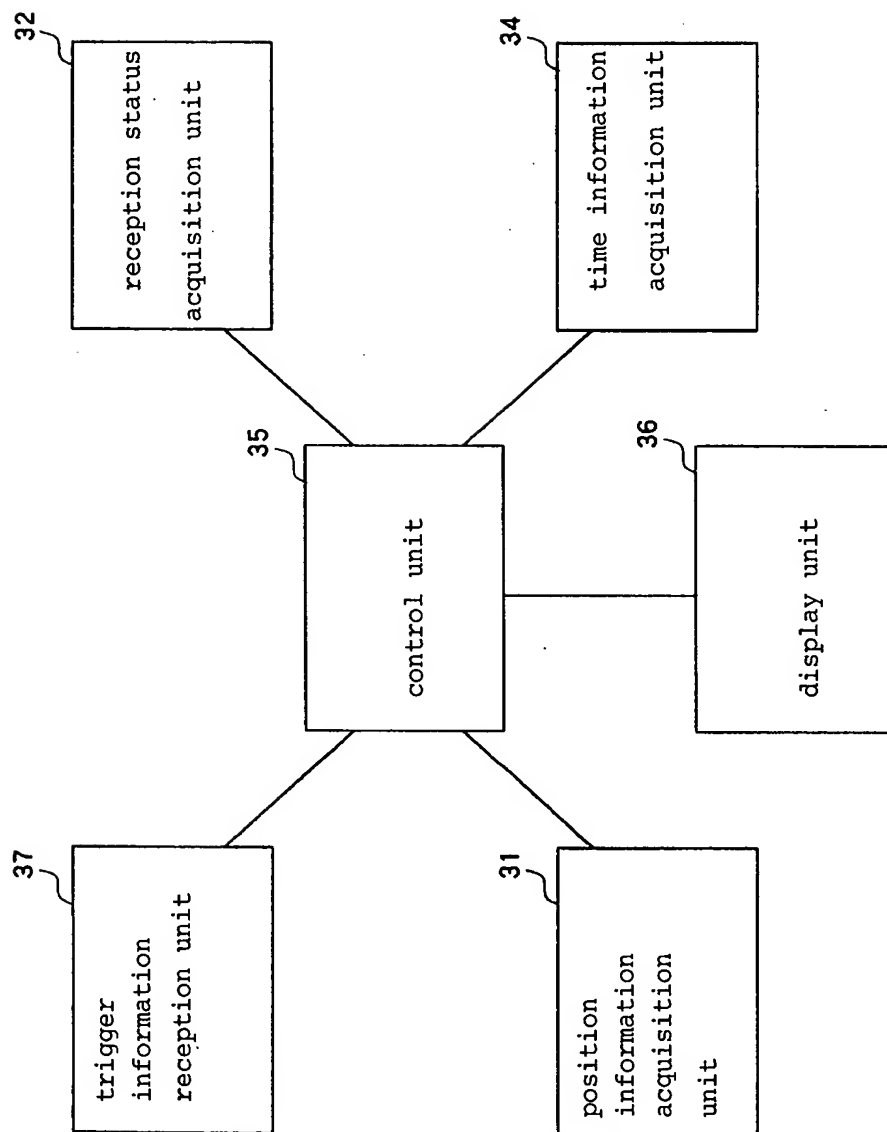 37
trigger
information
reception unit
32
reception status
acquisition unit
35
control unit
31
position
information
acquisition
unit
34
time information
acquisition unit
36
display unit